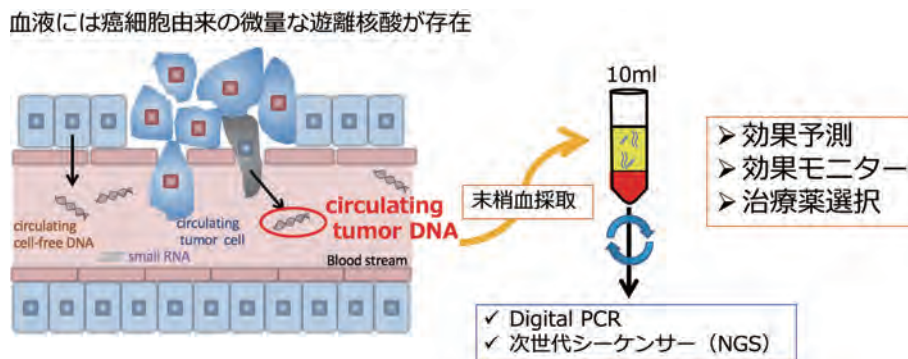 血液には癌細胞由来の微量な遊離核酸が存在
10ml
circulating
cell-free DNA
circulating
tumor cell
small RNA
circulating
tumor DNA
Blood stream
末梢血採取
➢ 効果予測
➢ 効果モニター
➢ 治療薬選択
✓ Digital PCR
✓ 次世代シーケンサー（NGS）